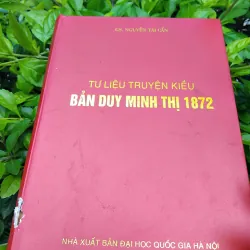 GS. NGUYỄN TÀI CẨN
TƯ LIỆU TRUYỆN KIỀU
BẢN DUY MINH THỊ 1872
NHÀ XUẤT BẢN ĐẠI HỌC QUỐC GIA HÀ NỘI